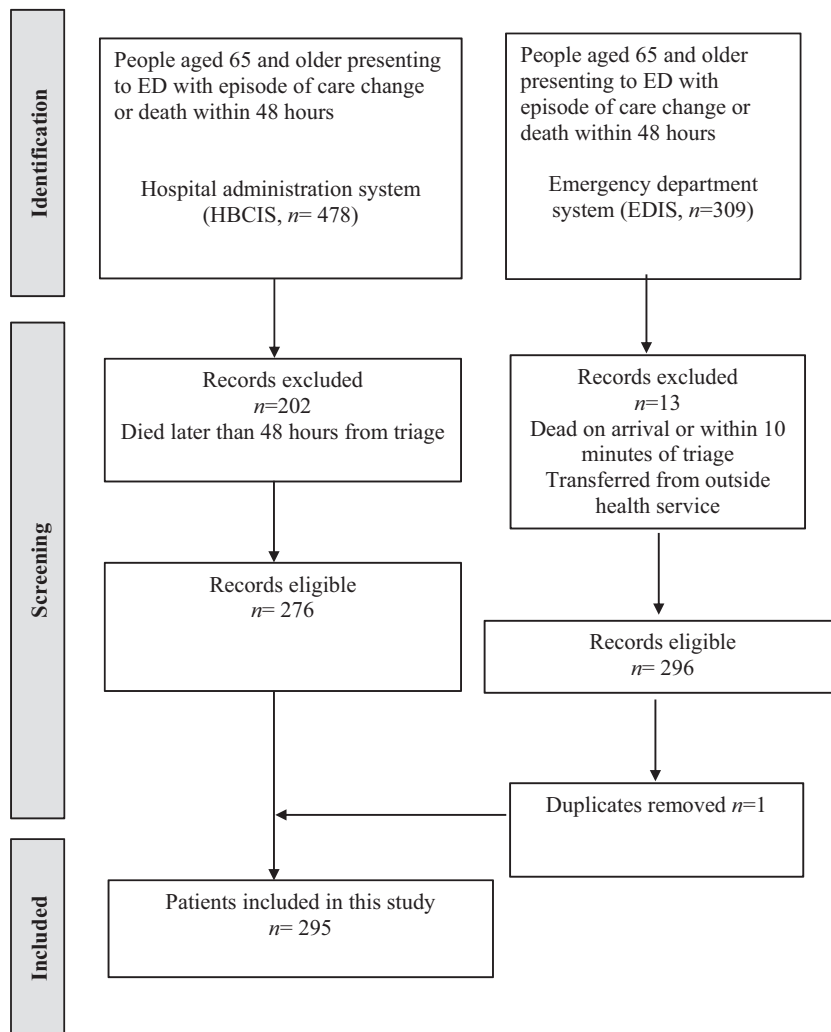 Identification
People aged 65 and older presenting
to ED with episode of care change
or death within 48 hours
Hospital administration system
(HBCIS, n= 478)
People aged 65 and older
presenting to ED with
episode of care change or
death within 48 hours
Emergency department
system (EDIS, n=309)
Screening
Records excluded
n=202
Died later than 48 hours from triage
Records excluded
n=13
Dead on arrival or within 10
minutes of triage
Transferred from outside
health service
Records eligible
n= 276
Records eligible
n= 296
Duplicates removed n=1
Included
Patients included in this study
n= 295